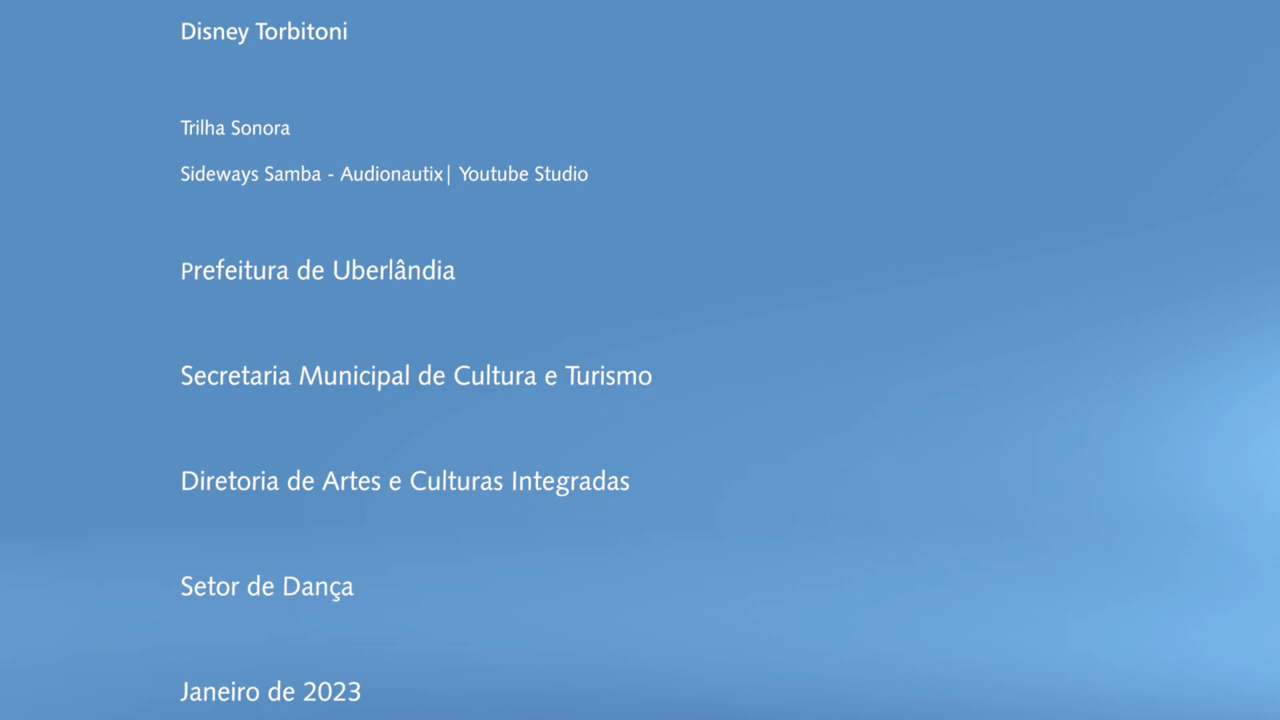 Disney Torbitoni
Trilha Sonora
Sideways Samba - Audionautix| Youtube Studio
Prefeitura de Uberlândia
Secretaria Municipal de Cultura e Turismo
Diretoria de Artes e Culturas Integradas
Setor de Dança
Janeiro de 2023